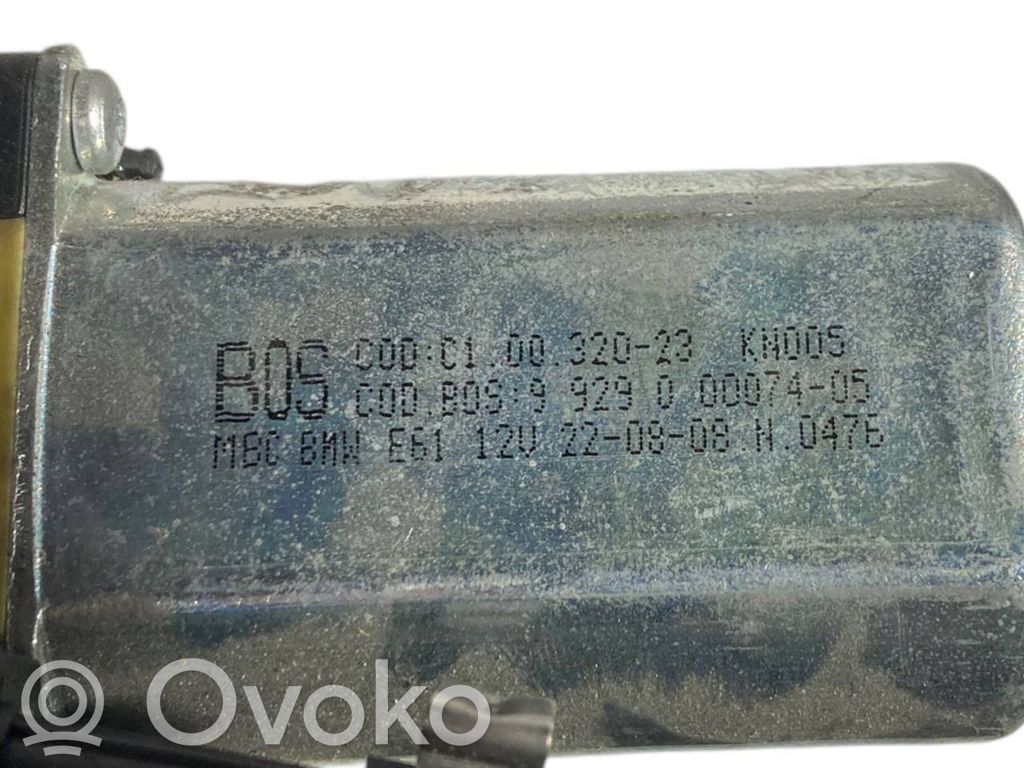 BOS COD:C1.00.320-23 KN005
COD.BOS:9 929 0 00074-05
MBC BMW E61 12V 22-08-08 N.0476
Ovoko